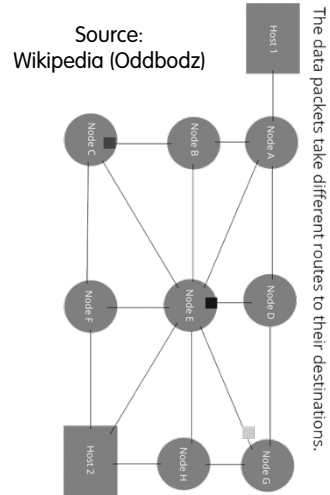 Source:
Wikipedia (Oddbodz)
The data packets take different routes to their destinations.
Host 1
Node A
Node B
Node C
Node D
Node E
Node F
Node G
Node H
Host 2